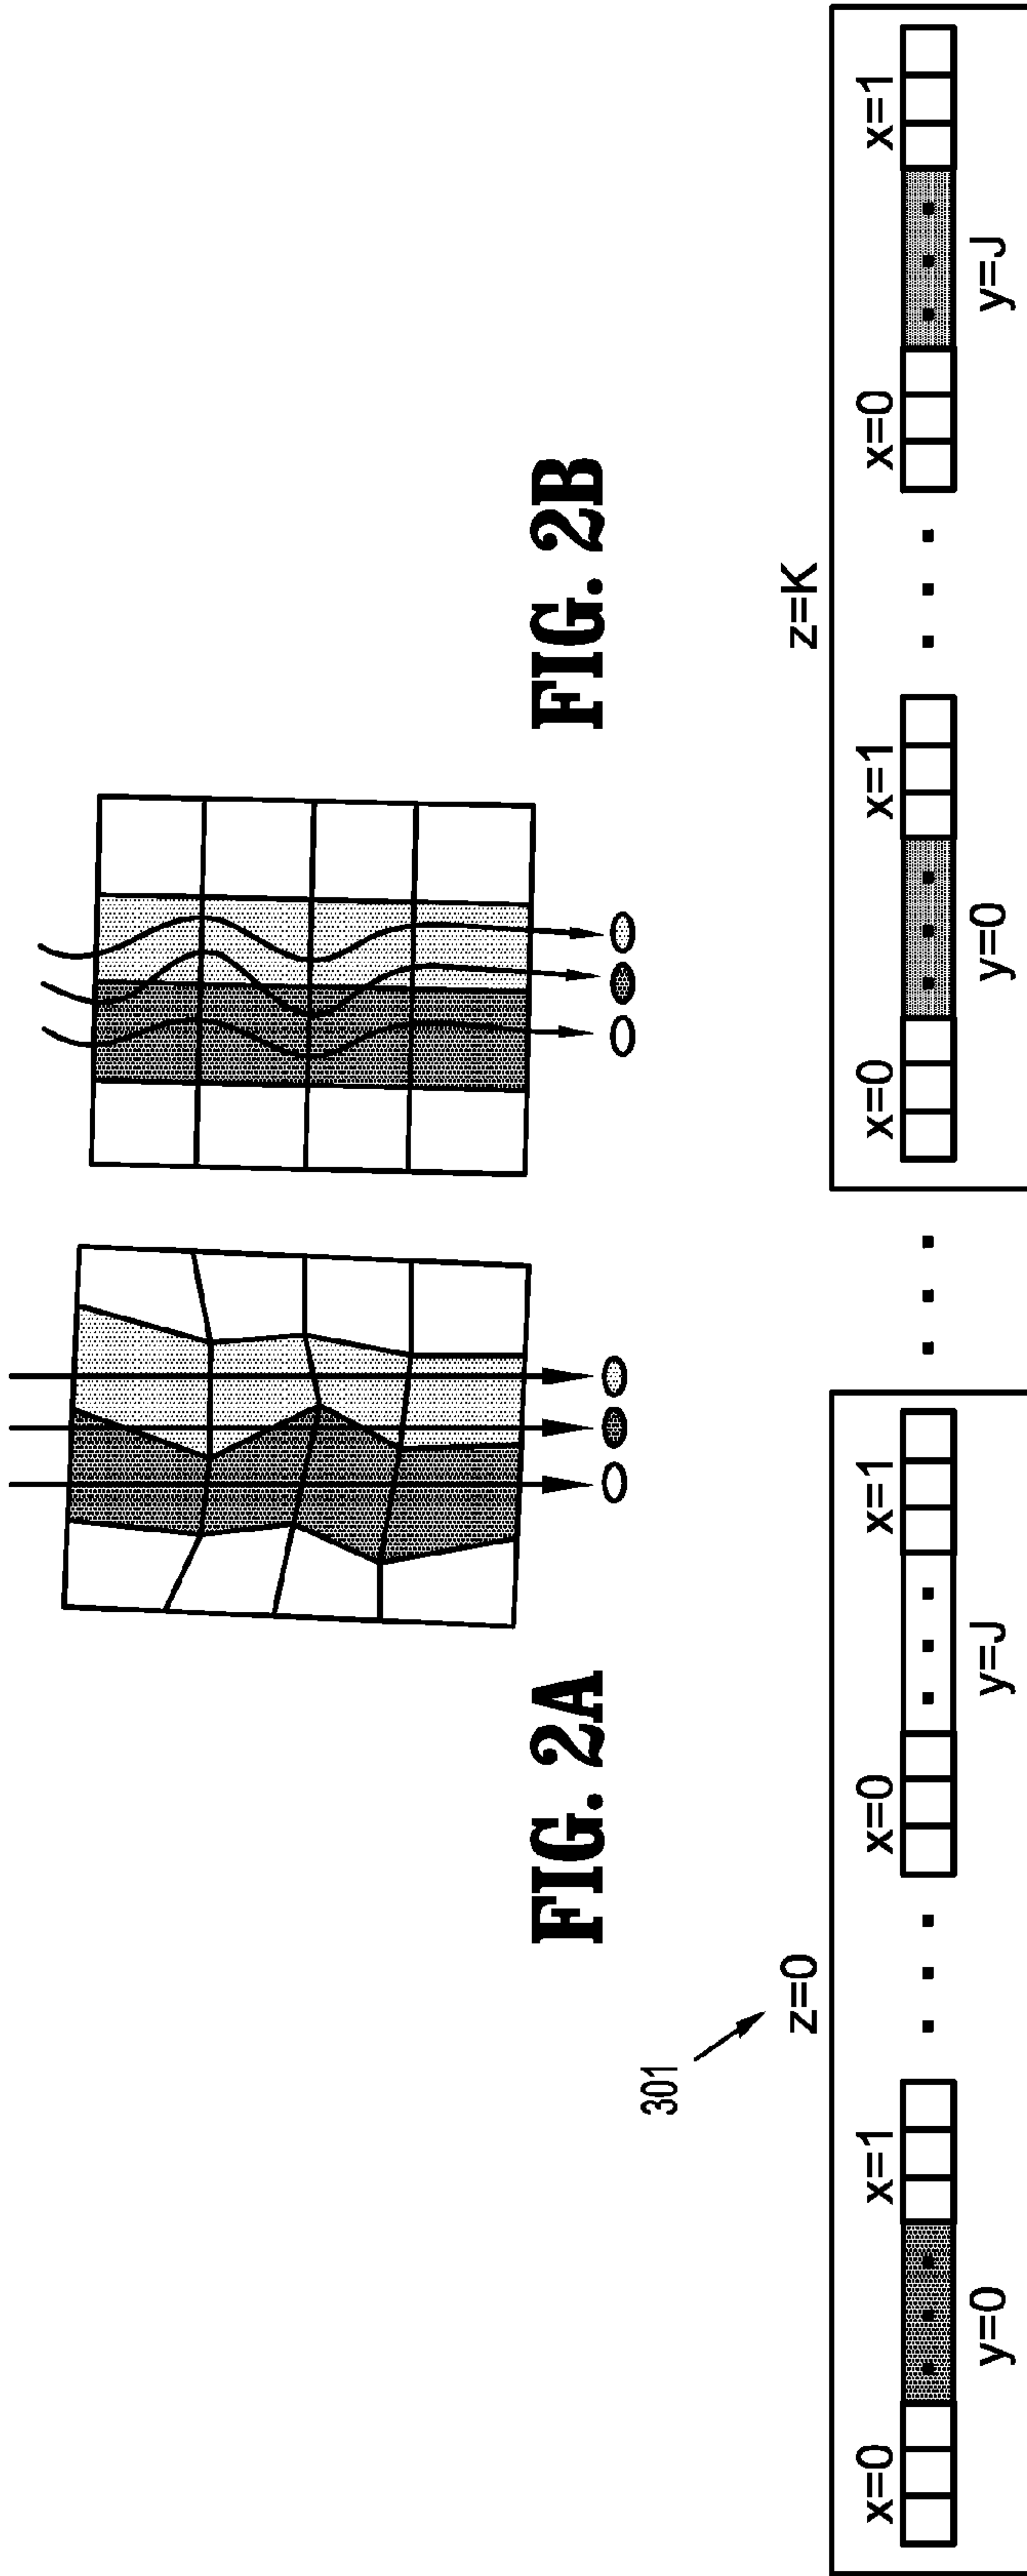 FIG. 2A
FIG. 2B
301
z=0
z=K
x=0 x=1 x=0 x=1 x=0 x=1 x=0 x=1
y=0 y=J y=0 y=J